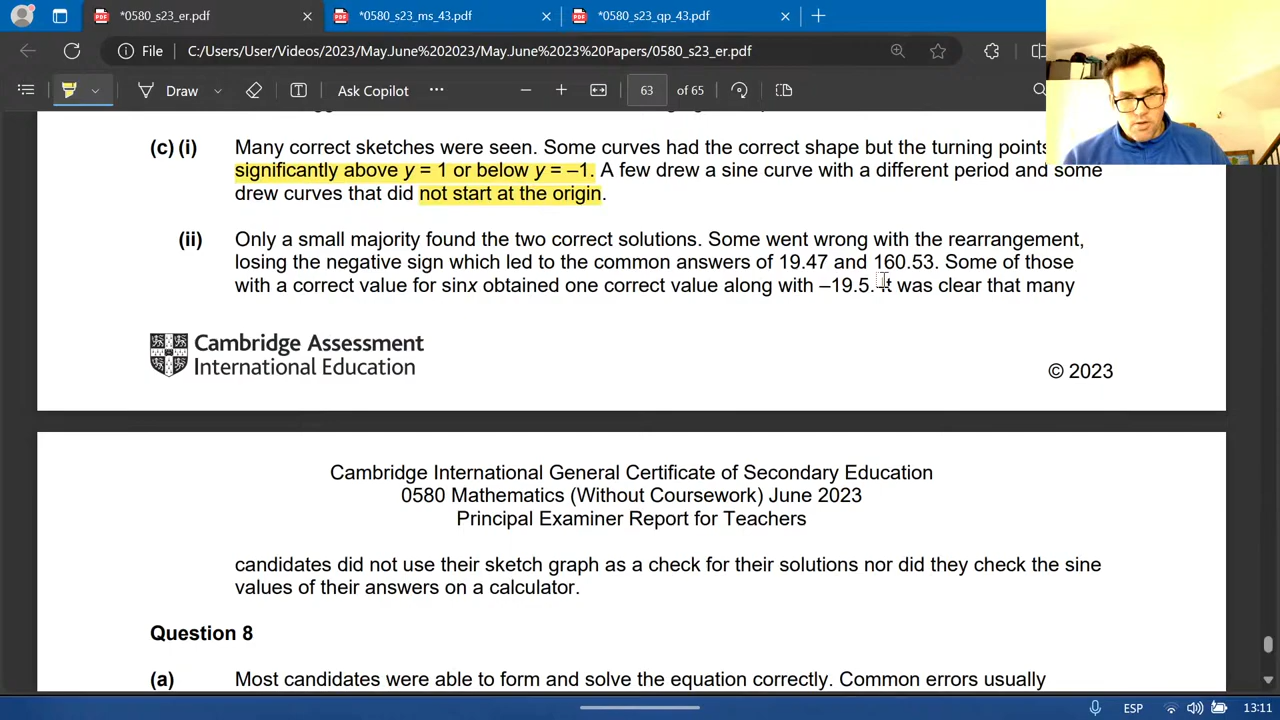 *0580_s23_er.pdf
*0580_s23_ms_43.pdf
*0580_s23_qp_43.pdf
File
C:/Users/User/Videos/2023/May.June%202023/May.June%2023%20Papers/0580_s23_er.pdf
Draw
Ask Copilot
63 of 65
(c) (i) Many correct sketches were seen. Some curves had the correct shape but the turning points
significantly above y = 1 or below y = –1. A few drew a sine curve with a different period and some
drew curves that did not start at the origin.
(ii) Only a small majority found the two correct solutions. Some went wrong with the rearrangement,
losing the negative sign which led to the common answers of 19.47 and 160.53. Some of those
with a correct value for sinx obtained one correct value along with –19.5. It was clear that many
Cambridge Assessment
International Education
© 2023
Cambridge International General Certificate of Secondary Education
0580 Mathematics (Without Coursework) June 2023
Principal Examiner Report for Teachers
candidates did not use their sketch graph as a check for their solutions nor did they check the sine
values of their answers on a calculator.
Question 8
(a) Most candidates were able to form and solve the equation correctly. Common errors usually
ESP
13:11